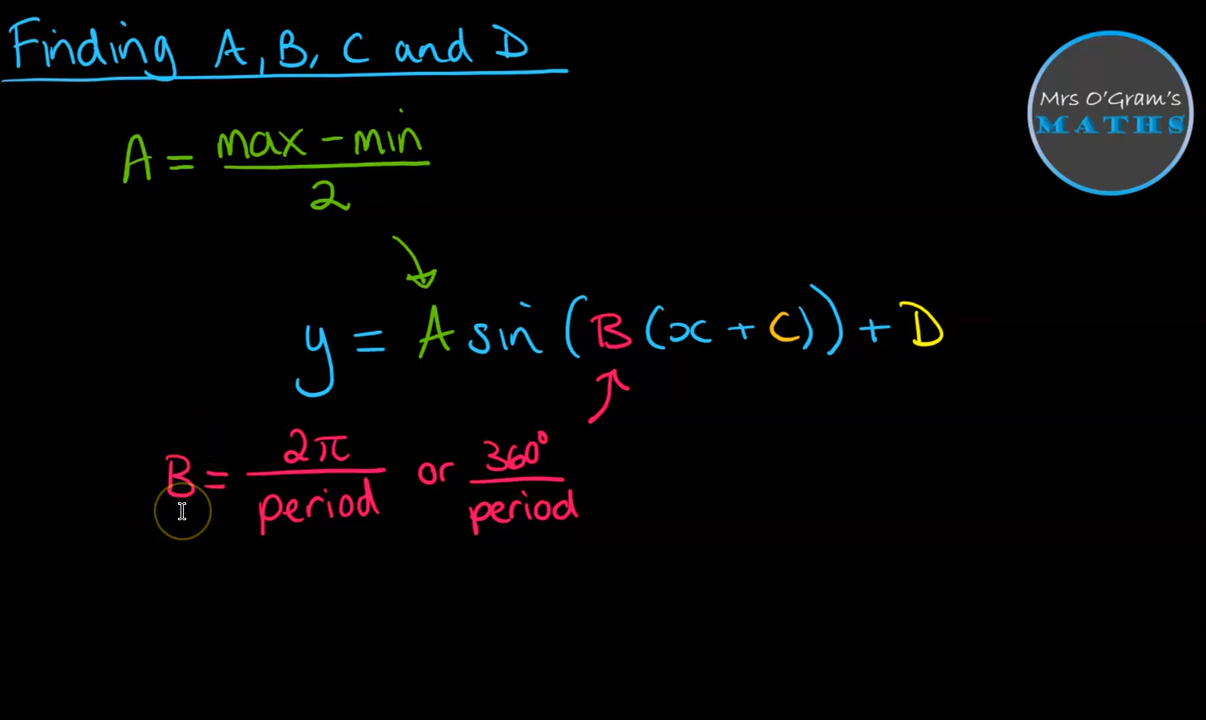 Finding A, B, C and D
Mrs O'Gram's
MATHS
A = max - min / 2
y = A sin (B (x + C)) + D
B = 2π / period or 360° / period